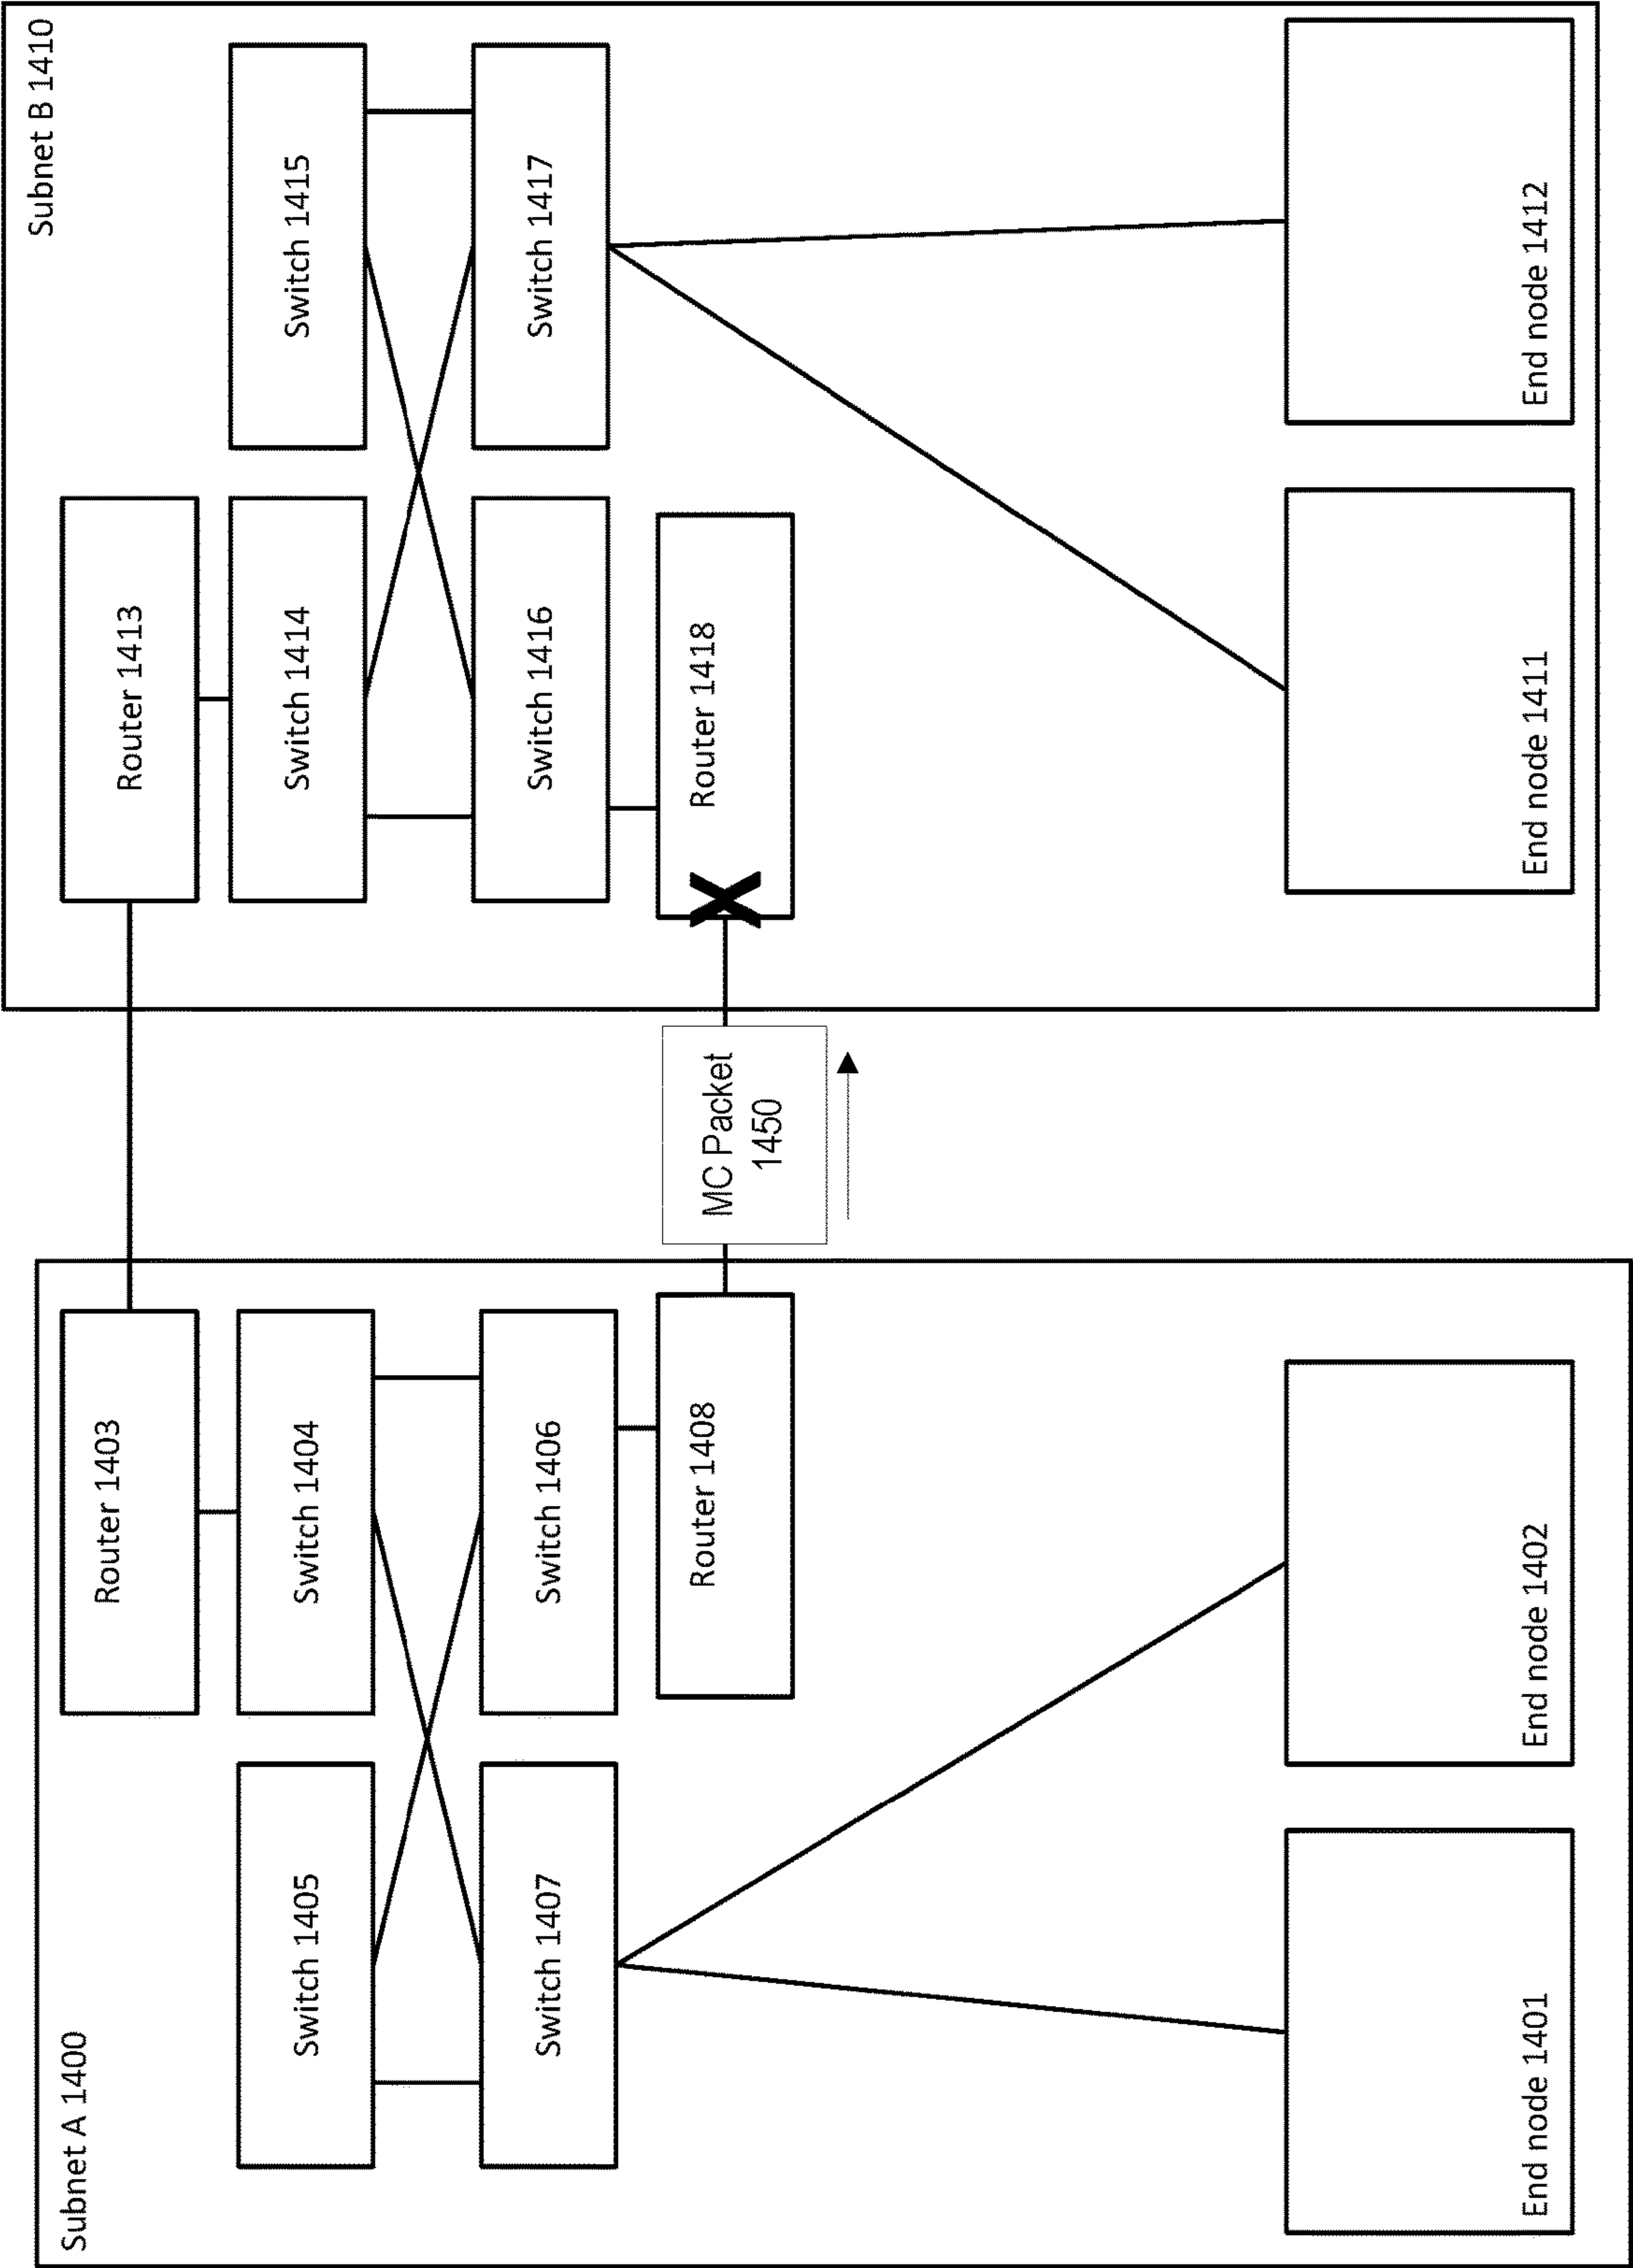 Subnet A 1400
Router 1403
Switch 1405
Switch 1404
Switch 1407
Switch 1406
Router 1408
End node 1401
End node 1402
MC Packet
1450
Subnet B 1410
Router 1413
Switch 1414
Switch 1415
Switch 1416
Switch 1417
Router 1418
End node 1411
End node 1412